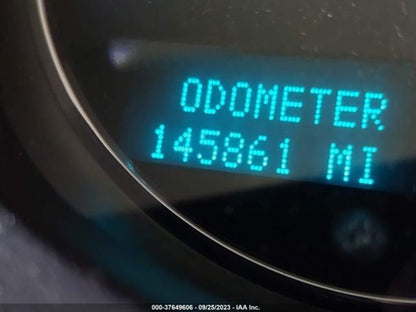 ODOMETER
145861 MI
000-37649606 - 09/25/2023 - IAA Inc.